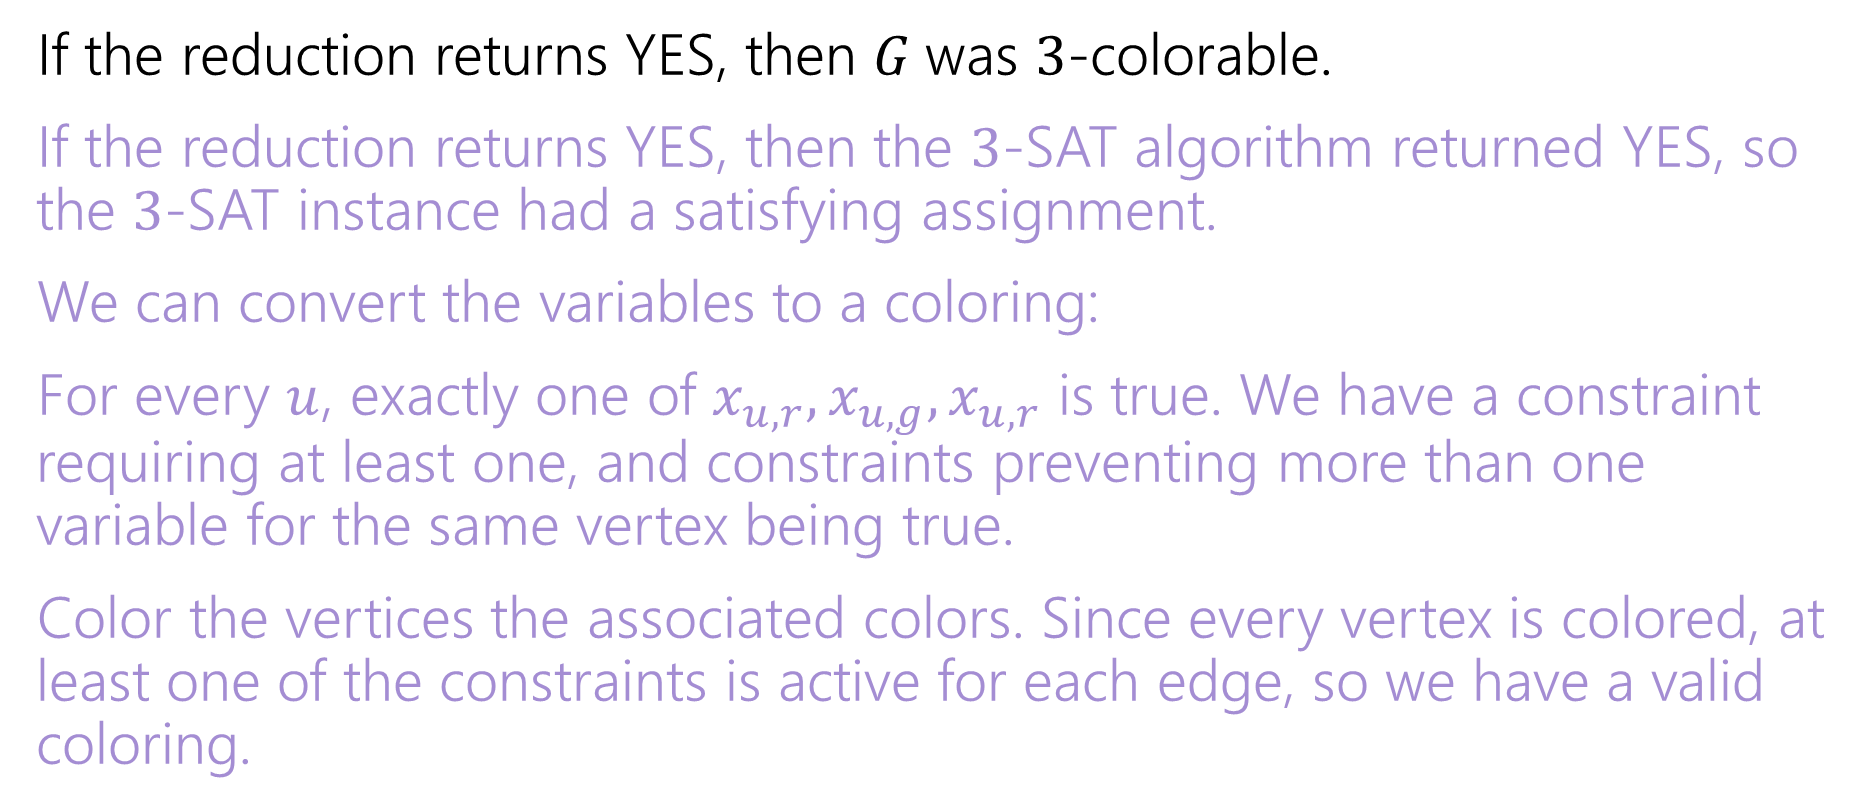 If the reduction returns YES, then G was 3-colorable.
If the reduction returns YES, then the 3-SAT algorithm returned YES, so
the 3-SAT instance had a satisfying assignment.
We can convert the variables to a coloring:
For every u, exactly one of x_{u,r}, x_{u,g}, x_{u,r} is true. We have a constraint
requiring at least one, and constraints preventing more than one
variable for the same vertex being true.
Color the vertices the associated colors. Since every vertex is colored, at
least one of the constraints is active for each edge, so we have a valid
coloring.